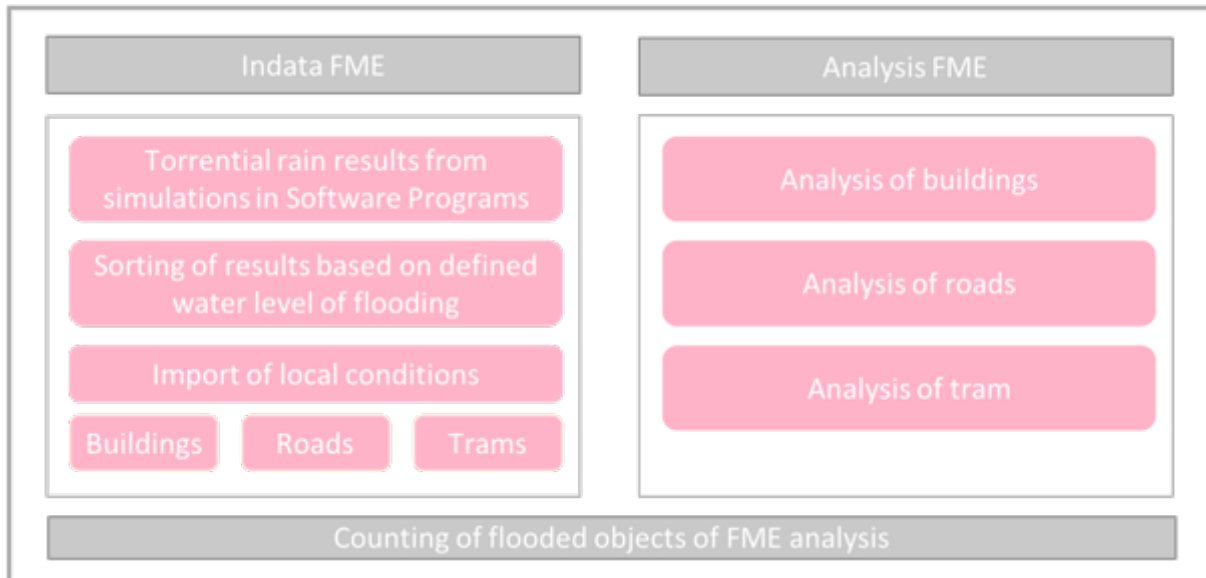 Indata FME
Torrential rain results from
simulations in Software Programs
Sorting of results based on defined
water level of flooding
Import of local conditions
Buildings
Roads
Trams
Analysis FME
Analysis of buildings
Analysis of roads
Analysis of tram
Counting of flooded objects of FME analysis